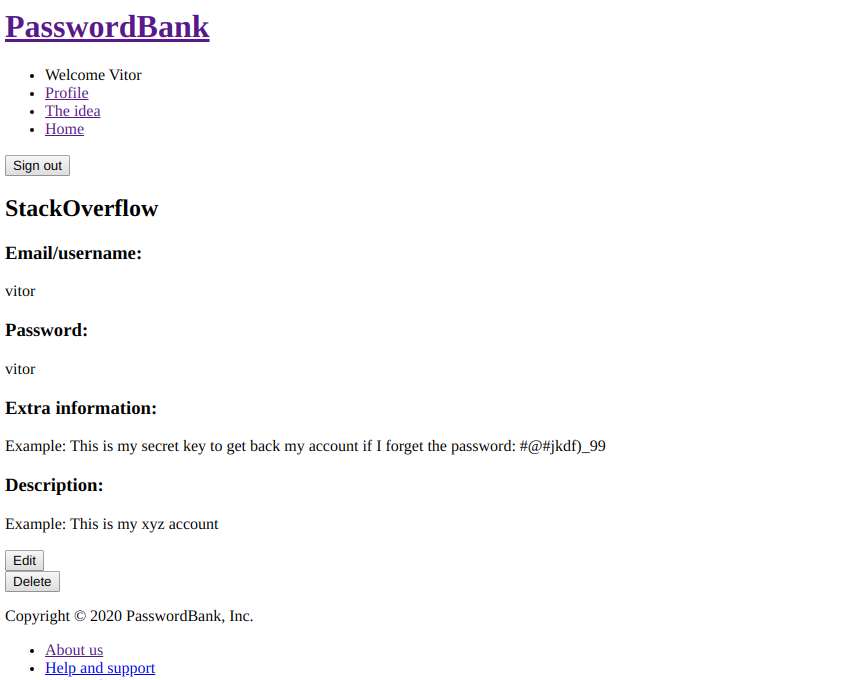 PasswordBank
Welcome Vitor
Profile
The idea
Home
Sign out
StackOverflow
Email/username:
vitor
Password:
vitor
Extra information:
Example: This is my secret key to get back my account if I forget the password: #@#jkdf)_99
Description:
Example: This is my xyz account
Edit
Delete
Copyright © 2020 PasswordBank, Inc.
About us
Help and support